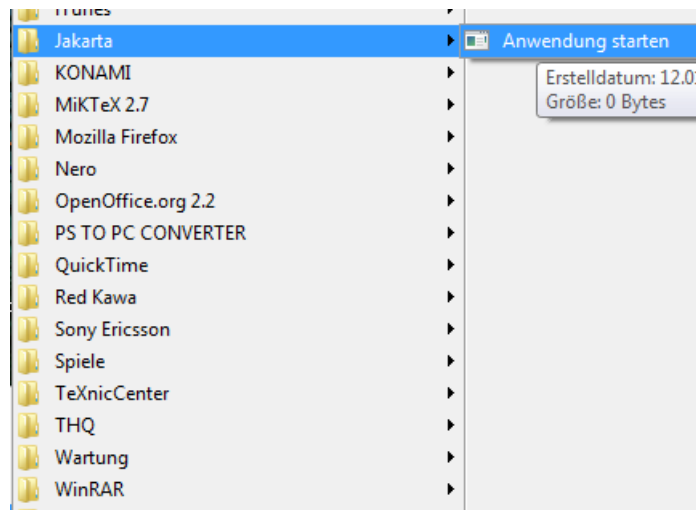 iTunes
Jakarta
Anwendung starten
KONAMI
Erstelldatum: 12.0
MiKTeX 2.7
Größe: 0 Bytes
Mozilla Firefox
Nero
OpenOffice.org 2.2
PS TO PC CONVERTER
QuickTime
Red Kawa
Sony Ericsson
Spiele
TeXnicCenter
THQ
Wartung
WinRAR